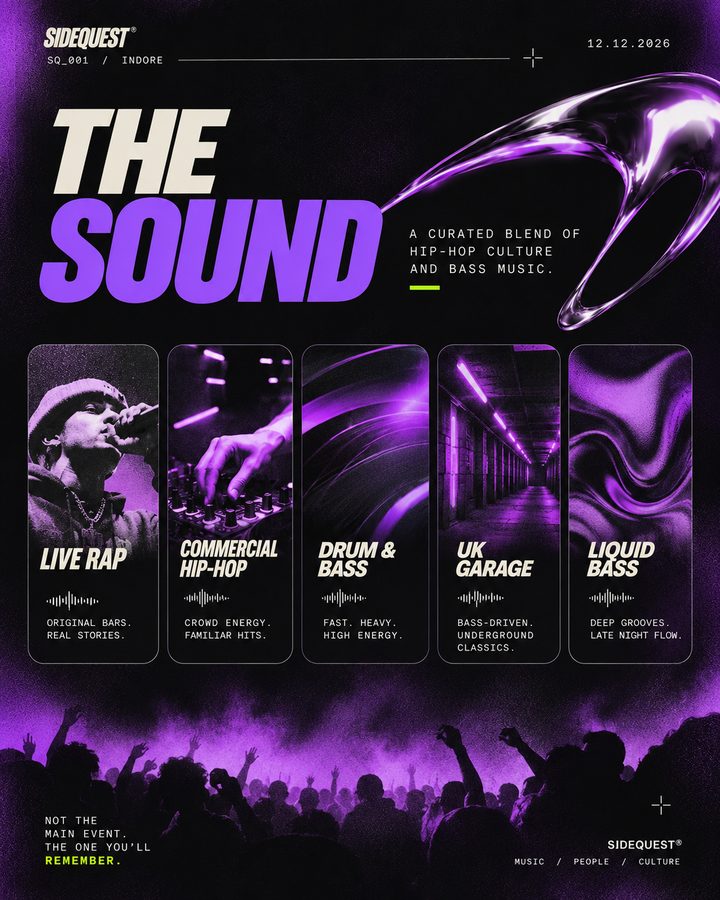 SIDEQUEST®
12.12.2026
SQ_001 / INDORE
THE
SOUND
A CURATED BLEND OF
HIP-HOP CULTURE
AND BASS MUSIC.
LIVE RAP
ORIGINAL BARS.
REAL STORIES.
COMMERCIAL
HIP-HOP
CROWD ENERGY.
FAMILIAR HITS.
DRUM &
BASS
FAST. HEAVY.
HIGH ENERGY.
UK
GARAGE
BASS-DRIVEN.
UNDERGROUND
CLASSICS.
LIQUID
BASS
DEEP GROOVES.
LATE NIGHT FLOW.
NOT THE
MAIN EVENT.
THE ONE YOU'LL
REMEMBER.
SIDEQUEST®
MUSIC / PEOPLE / CULTURE